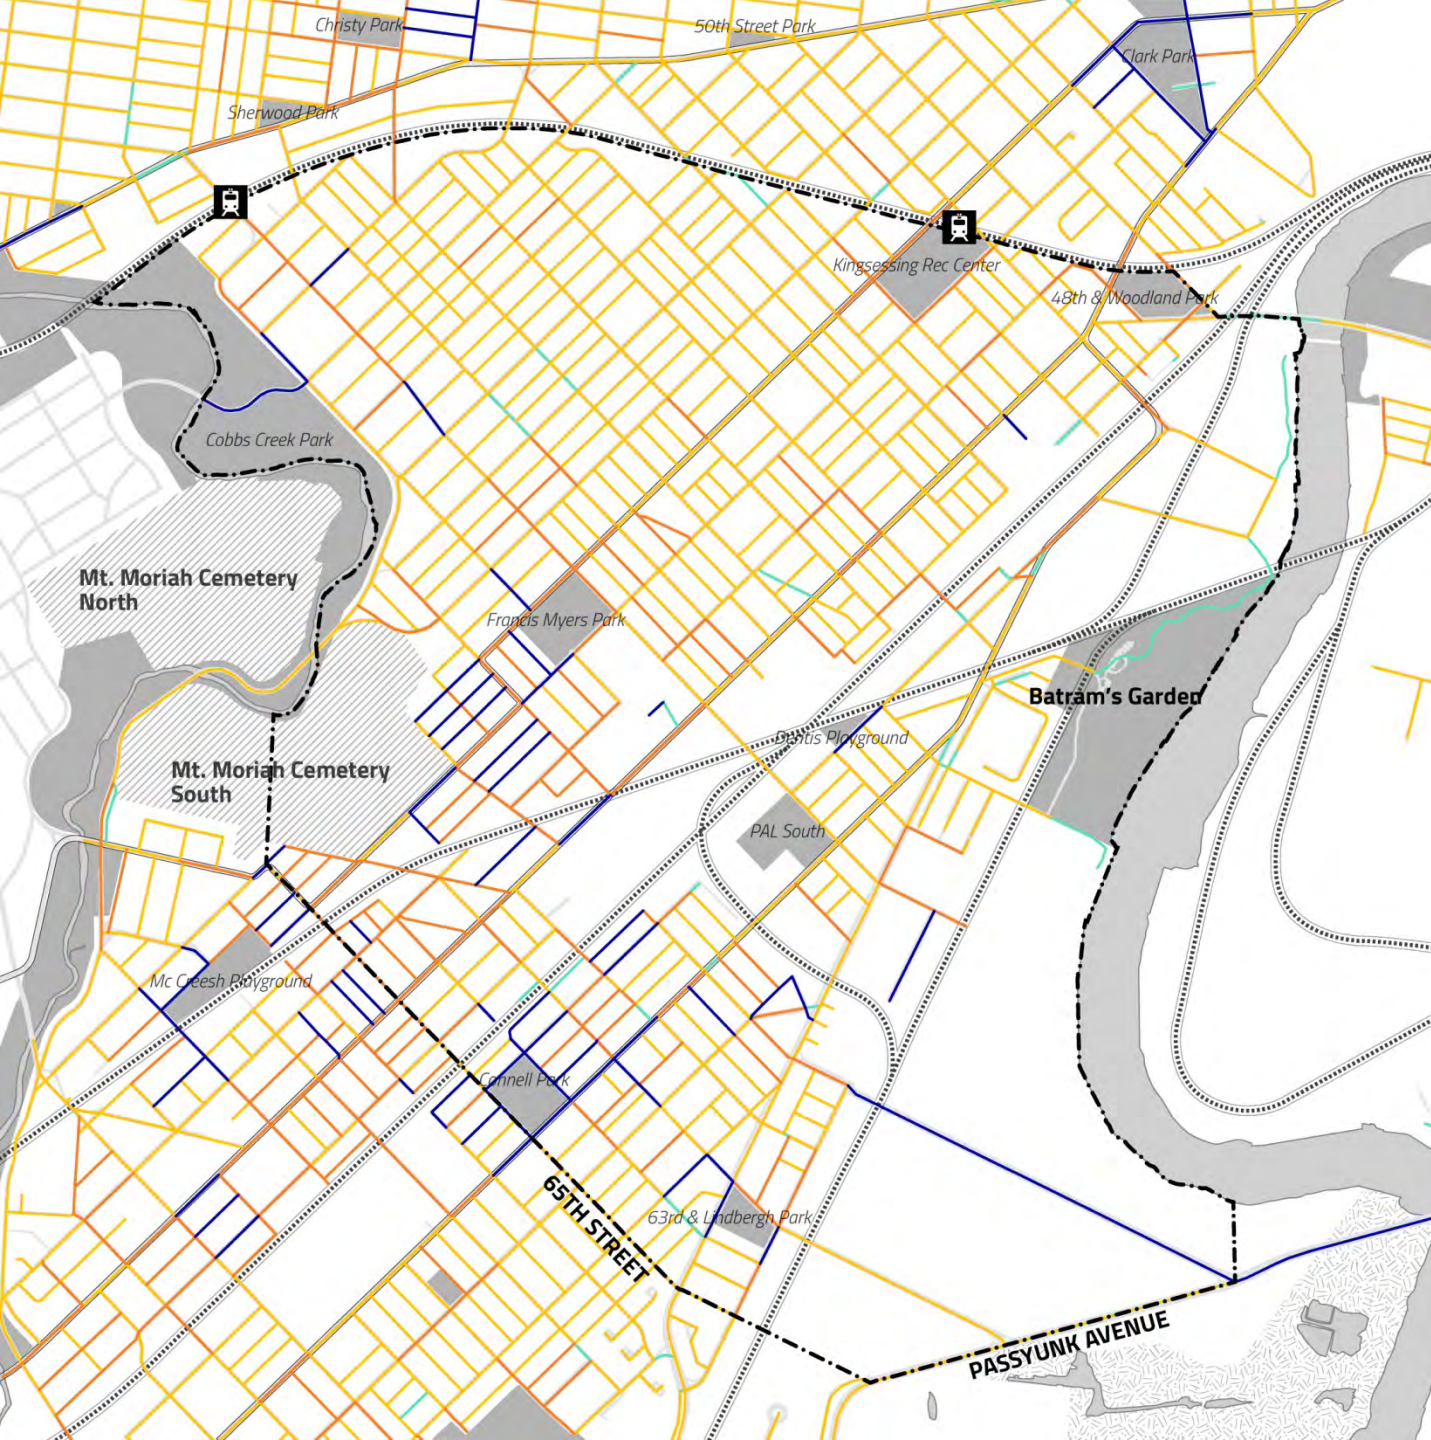 Christy Park
50th Street Park
Clark Park
Sherwood Park
Kingsessing Rec Center
48th & Woodland Park
Cobbs Creek Park
Mt. Moriah Cemetery
North
Francis Myers Park
Batram's Garden
Dentis Playground
Mt. Moriah Cemetery
South
PAL South
Mc Creesh Playground
Connell Park
65TH STREET
63rd & Lindbergh Park
PASSYUNK AVENUE